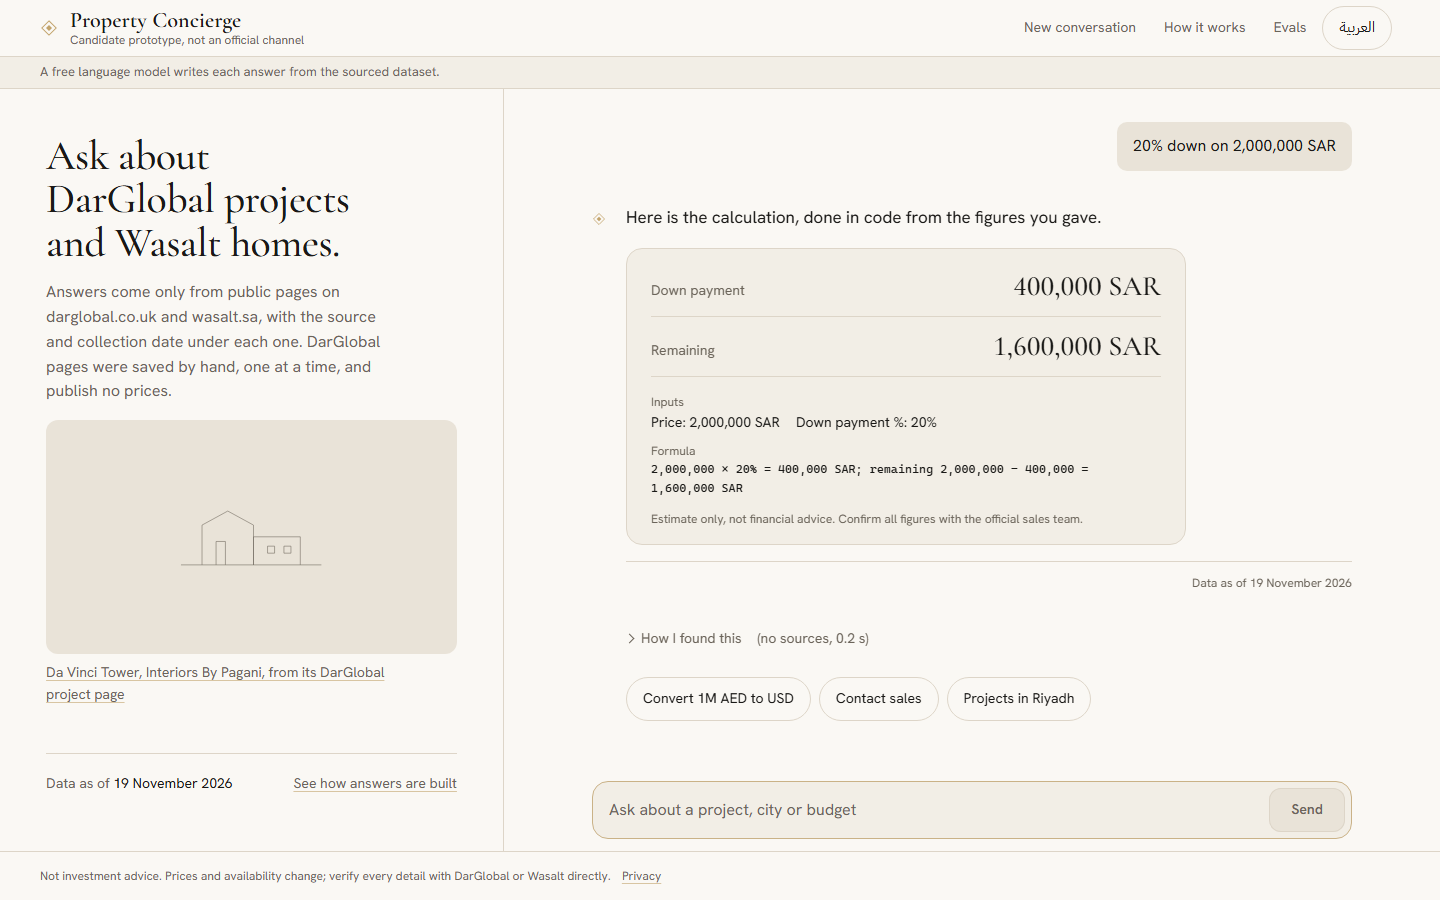 Property Concierge
Candidate prototype, not an official channel
New conversation
How it works
Evals
العربية
A free language model writes each answer from the sourced dataset.
Ask about
DarGlobal projects
and Wasalt homes.
Answers come only from public pages on
darglobal.co.uk and wasalt.sa, with the source
and collection date under each one. DarGlobal
pages were saved by hand, one at a time, and
publish no prices.
Da Vinci Tower, Interiors By Pagani, from its DarGlobal
project page
Data as of 19 November 2026
See how answers are built
20% down on 2,000,000 SAR
Here is the calculation, done in code from the figures you gave.
Down payment
400,000 SAR
Remaining
1,600,000 SAR
Inputs
Price: 2,000,000 SAR Down payment %: 20%
Formula
2,000,000 × 20% = 400,000 SAR; remaining 2,000,000 − 400,000 =
1,600,000 SAR
Estimate only, not financial advice. Confirm all figures with the official sales team.
Data as of 19 November 2026
How I found this (no sources, 0.2 s)
Convert 1M AED to USD
Contact sales
Projects in Riyadh
Ask about a project, city or budget
Send
Not investment advice. Prices and availability change; verify every detail with DarGlobal or Wasalt directly. Privacy